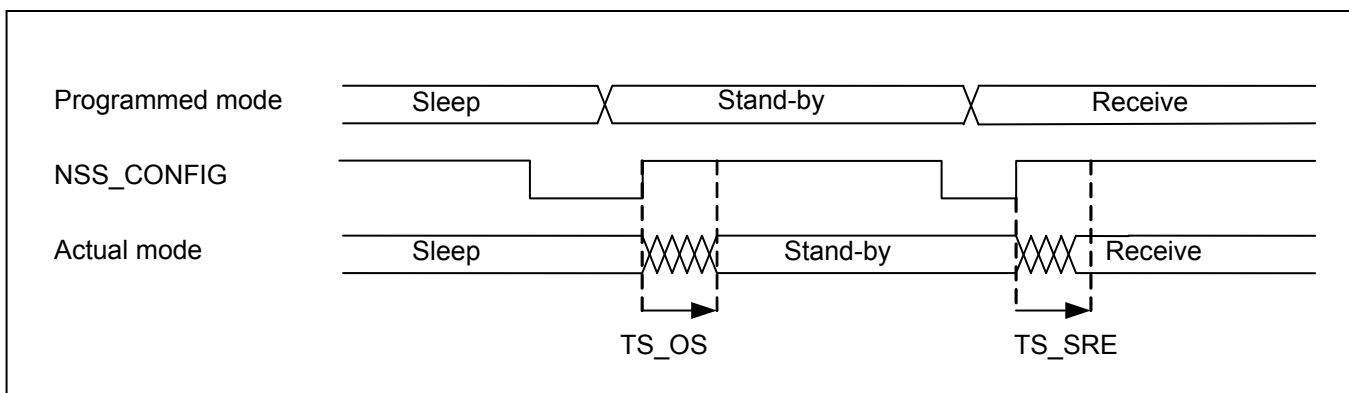 Programmed mode Sleep Stand-by Receive
NSS_CONFIG
Actual mode Sleep Stand-by Receive
TS_OS TS_SRE